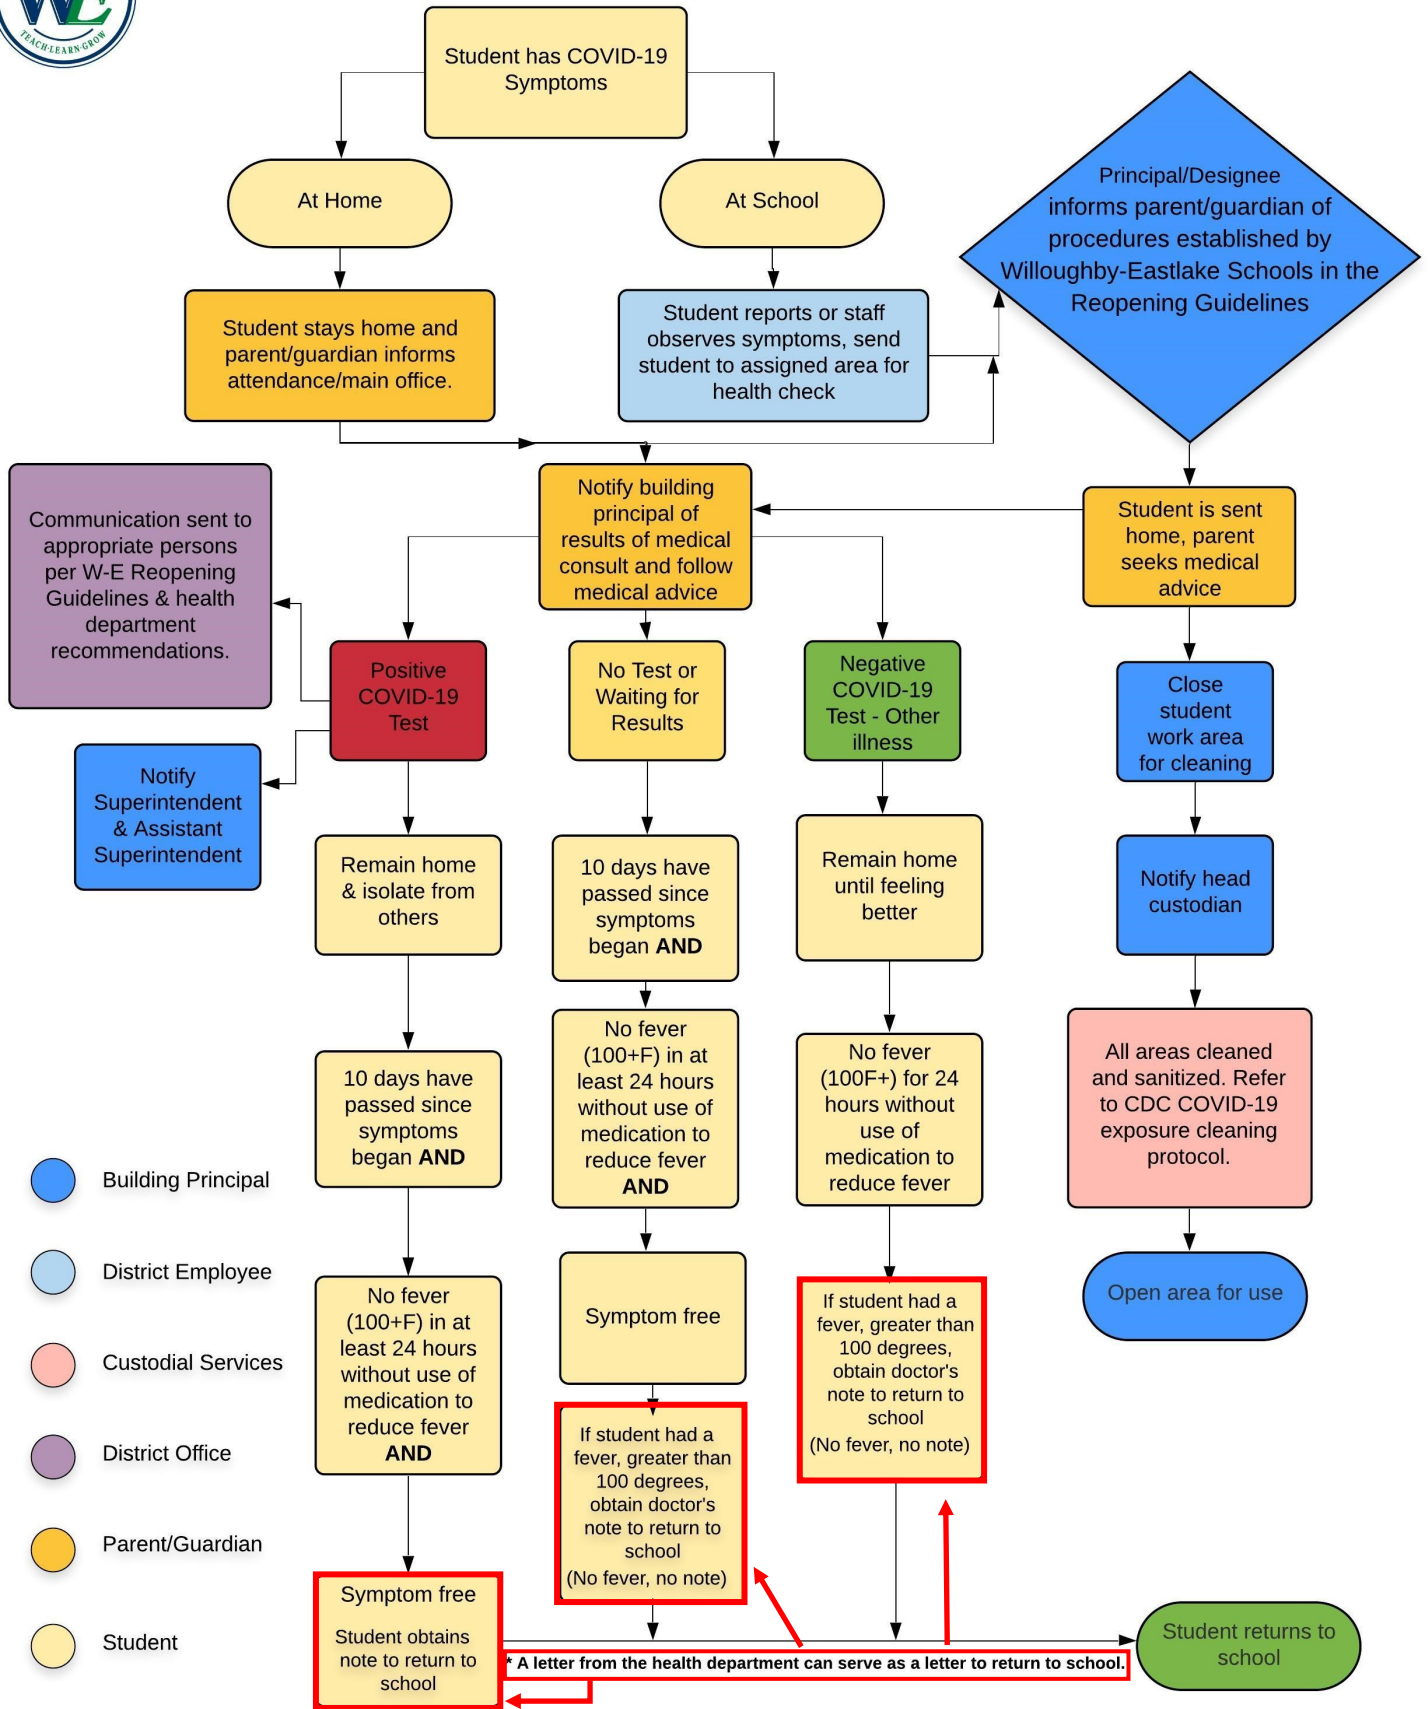 WE
TEACH·LEARN·GROW
Student has COVID-19
Symptoms
At Home
At School
Principal/Designee
informs parent/guardian of
procedures established by
Willoughby-Eastlake Schools in the
Reopening Guidelines
Student stays home and
parent/guardian informs
attendance/main office.
Student reports or staff
observes symptoms, send
student to assigned area for
health check
Communication sent to
appropriate persons
per W-E Reopening
Guidelines & health
department
recommendations.
Notify building
principal of
results of medical
consult and follow
medical advice
Student is sent
home, parent
seeks medical
advice
Positive
COVID-19
Test
No Test or
Waiting for
Results
Negative
COVID-19
Test - Other
illness
Close
student
work area
for cleaning
Notify
Superintendent
& Assistant
Superintendent
Remain home
& isolate from
others
10 days have
passed since
symptoms
began AND
Remain home
until feeling
better
Notify head
custodian
10 days have
passed since
symptoms
began AND
No fever
(100+F) in at
least 24 hours
without use of
medication to
reduce fever
AND
No fever
(100F+) for 24
hours without
use of
medication to
reduce fever
All areas cleaned
and sanitized. Refer
to CDC COVID-19
exposure cleaning
protocol.
Building Principal
District Employee
Custodial Services
District Office
Parent/Guardian
Student
No fever
(100+F) in at
least 24 hours
without use of
medication to
reduce fever
AND
Symptom free
If student had a
fever, greater than
100 degrees,
obtain doctor's
note to return to
school
(No fever, no note)
Open area for use
If student had a
fever, greater than
100 degrees,
obtain doctor's
note to return to
school
(No fever, no note)
Symptom free
Student obtains
note to return to
school
* A letter from the health department can serve as a letter to return to school.
Student returns to
school